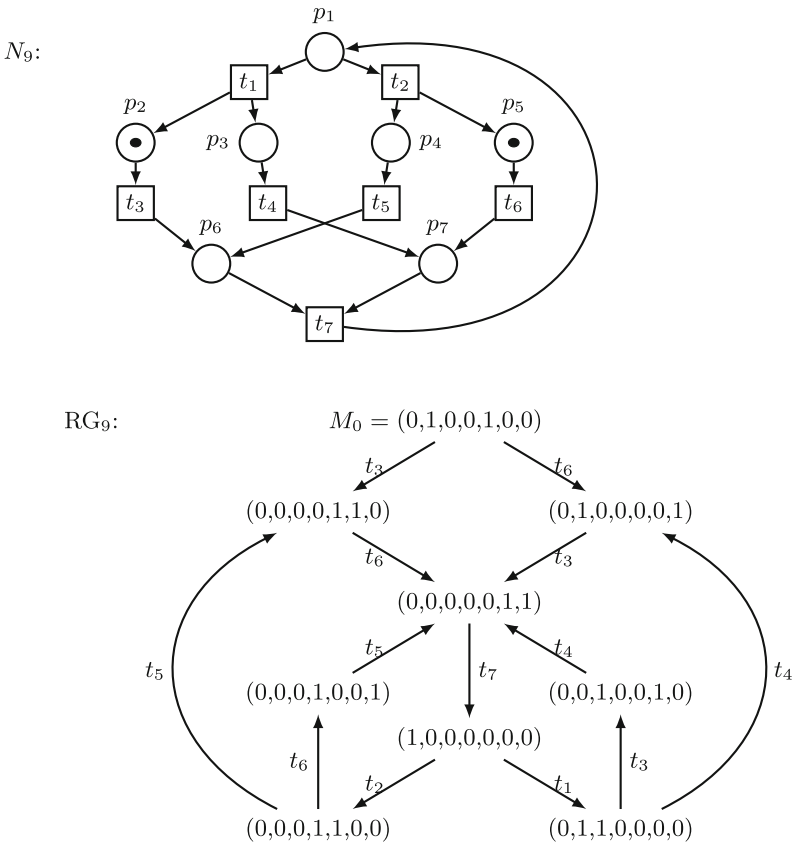 p₁
N₉:
t₁ t₂
p₂ p₅
p₃ p₄
t₃ t₄ t₅ t₆
p₆ p₇
t₇
RG₉: M₀ = (0,1,0,0,1,0,0)
t₃ t₆
(0,0,0,0,1,1,0) (0,1,0,0,0,0,1)
t₆ t₃
(0,0,0,0,0,1,1)
t₅ t₄
t₅ t₇ t₄
(0,0,0,1,0,0,1) (0,0,1,0,0,1,0)
(1,0,0,0,0,0,0)
t₆ t₃
t₂ t₁
(0,0,0,1,1,0,0) (0,1,1,0,0,0,0)